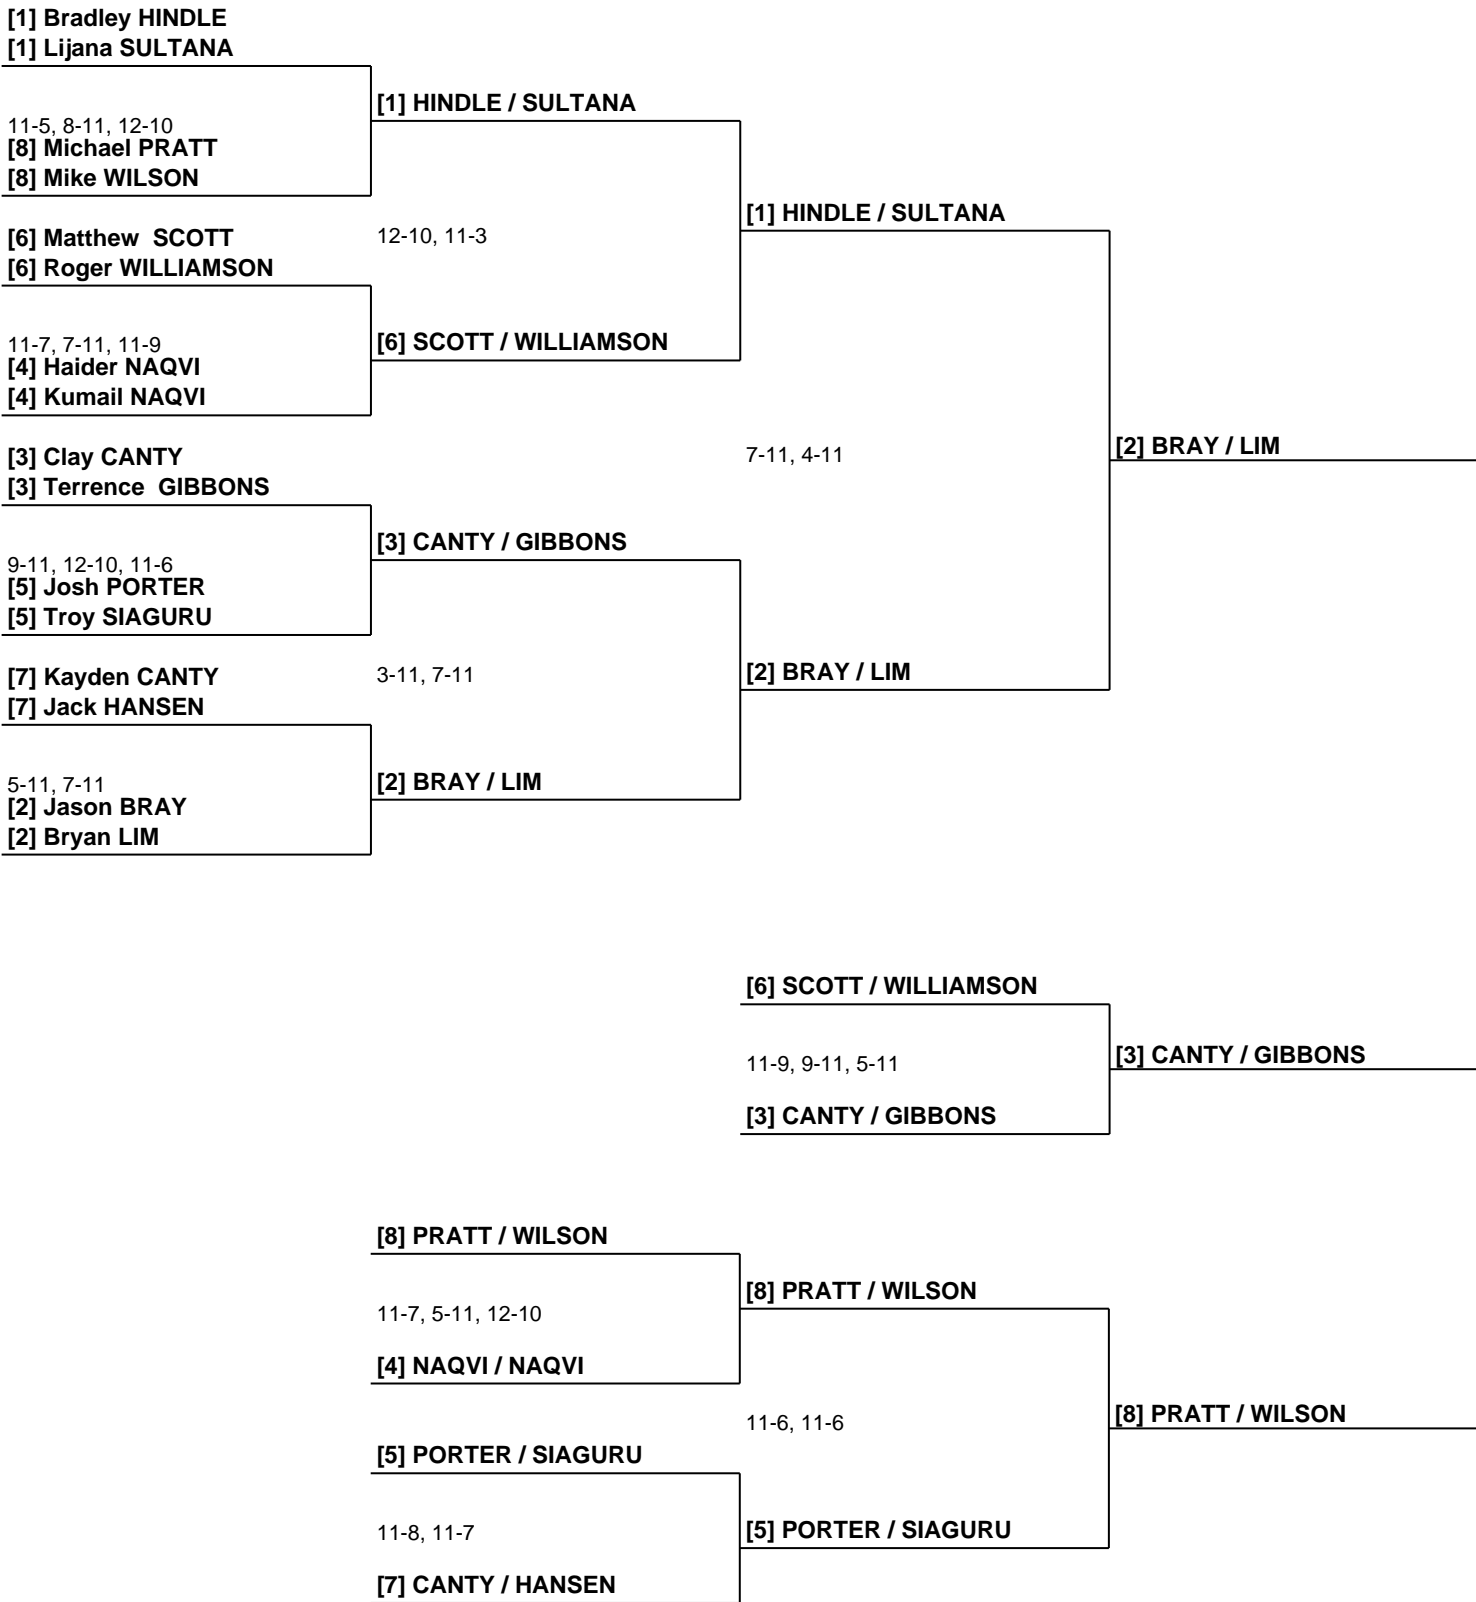 [1] Bradley HINDLE
[1] Lijana SULTANA
[1] HINDLE / SULTANA
11-5, 8-11, 12-10
[8] Michael PRATT
[8] Mike WILSON
[1] HINDLE / SULTANA
[6] Matthew  SCOTT
12-10, 11-3
[6] Roger WILLIAMSON
[6] SCOTT / WILLIAMSON
11-7, 7-11, 11-9
[4] Haider NAQVI
[4] Kumail NAQVI
[2] BRAY / LIM
[3] Clay CANTY
7-11, 4-11
[3] Terrence  GIBBONS
[3] CANTY / GIBBONS
9-11, 12-10, 11-6
[5] Josh PORTER
[5] Troy SIAGURU
[7] Kayden CANTY
3-11, 7-11
[2] BRAY / LIM
[7] Jack HANSEN
[2] BRAY / LIM
5-11, 7-11
[2] Jason BRAY
[2] Bryan LIM
[6] SCOTT / WILLIAMSON
[3] CANTY / GIBBONS
11-9, 9-11, 5-11
[3] CANTY / GIBBONS
[8] PRATT / WILSON
[8] PRATT / WILSON
11-7, 5-11, 12-10
[4] NAQVI / NAQVI
[8] PRATT / WILSON
11-6, 11-6
[5] PORTER / SIAGURU
[5] PORTER / SIAGURU
11-8, 11-7
[7] CANTY / HANSEN